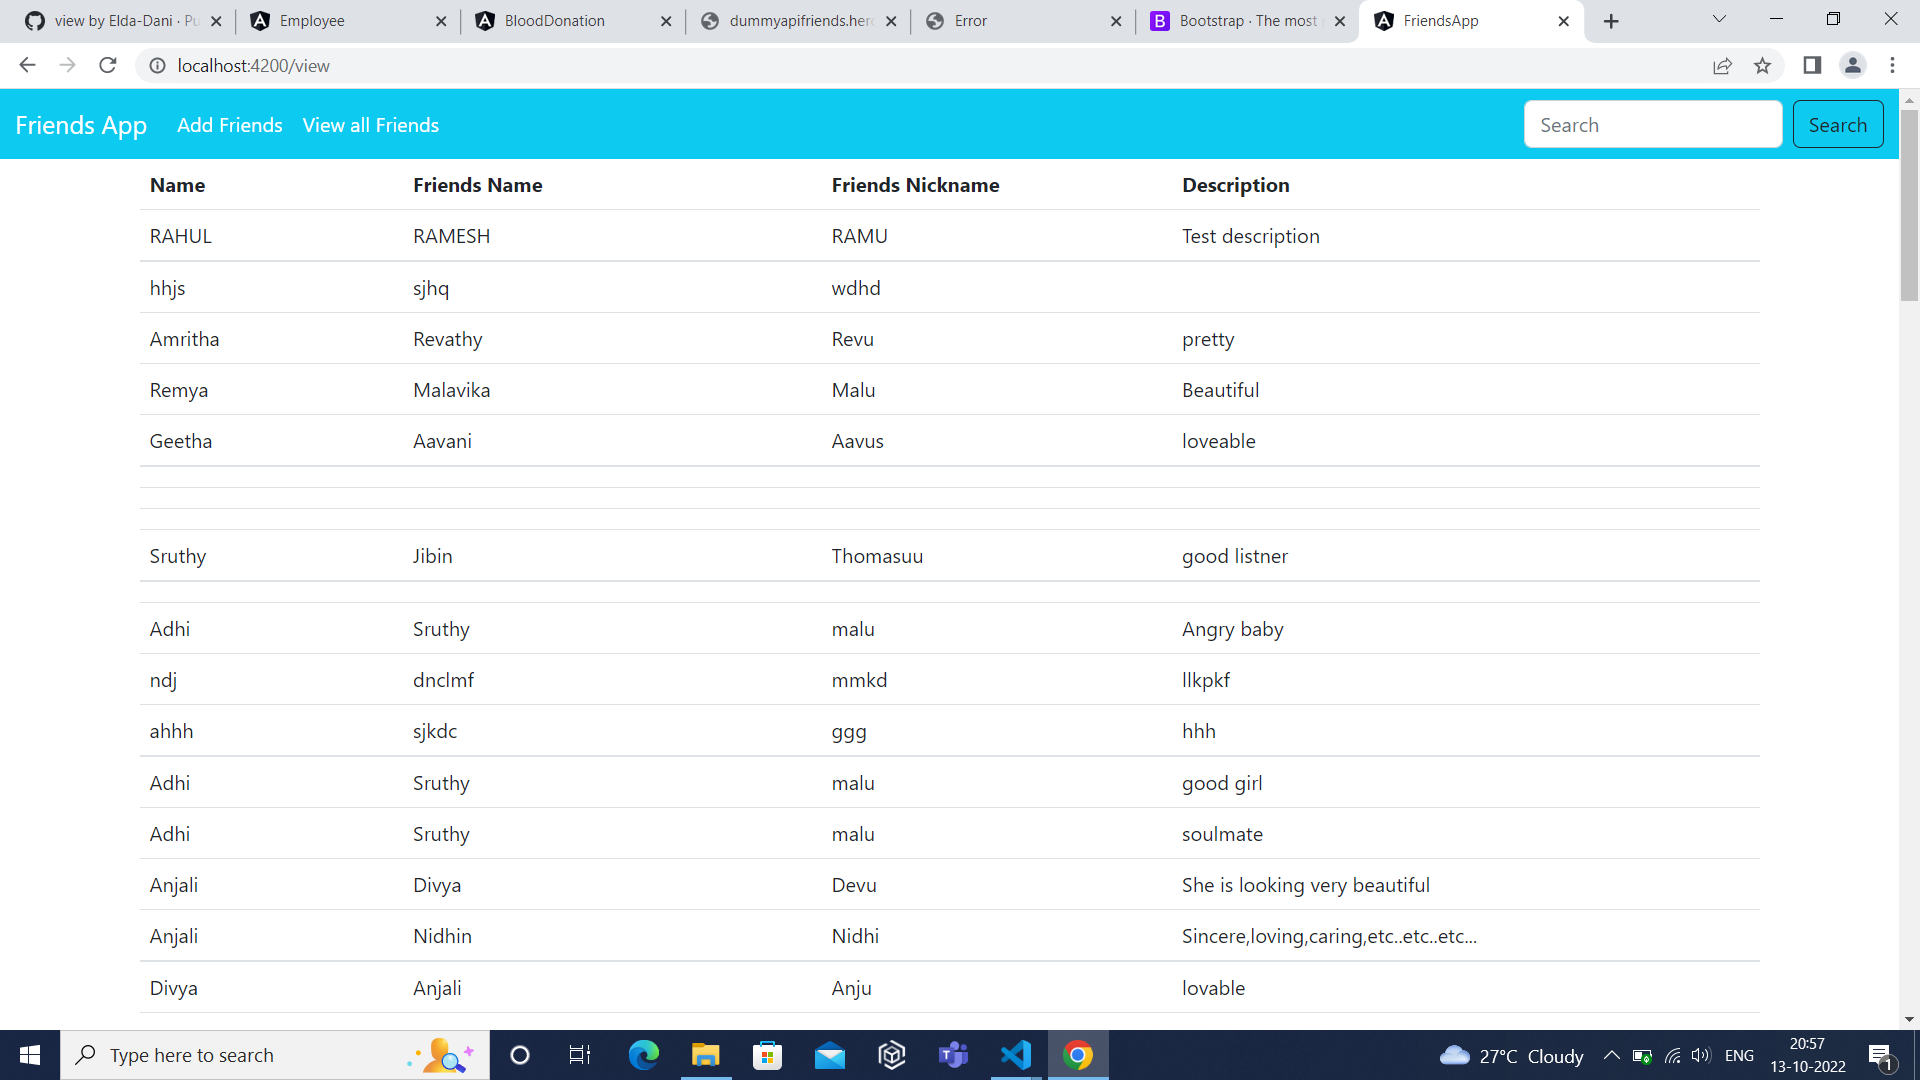 view by Elda-Dani · Pu
Employee
BloodDonation
dummyapifriends.herc
Error
Bootstrap · The most
FriendsApp
localhost:4200/view
Friends App Add Friends View all Friends Search Search
Name Friends Name Friends Nickname Description
RAHUL RAMESH RAMU Test description
hhjs sjhq wdhd
Amritha Revathy Revu pretty
Remya Malavika Malu Beautiful
Geetha Aavani Aavus loveable
Sruthy Jibin Thomasuu good listner
Adhi Sruthy malu Angry baby
ndj dnclmf mmkd llkpkf
ahhh sjkdc ggg hhh
Adhi Sruthy malu good girl
Adhi Sruthy malu soulmate
Anjali Divya Devu She is looking very beautiful
Anjali Nidhin Nidhi Sincere,loving,caring,etc..etc..etc...
Divya Anjali Anju lovable
Type here to search
27°C Cloudy
ENG
20:57
13-10-2022
1